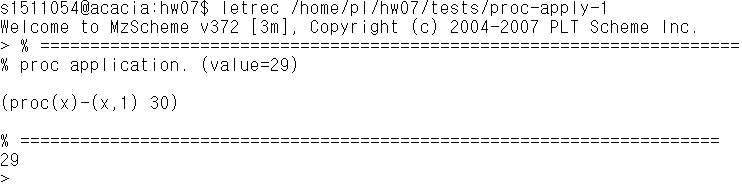 s1511054@acacia:hw07$ letrec /home/pl/hw07/tests/proc-apply-1
Welcome to MzScheme v372 [3m], Copyright (c) 2004-2007 PLT Scheme Inc.
> % ======================================================================
% proc application. (value=29)
(proc(x)-(x,1) 30)
% ======================================================================
29
>